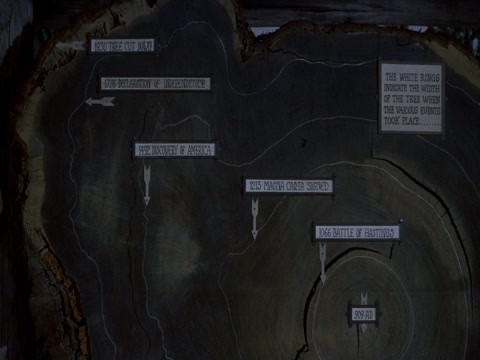 1930 TREE CUT DOWN
1776 DECLARATION OF INDEPENDENCE
THE WHITE RINGS
INDICATE THE WIDTH
OF THE TREE WHEN
THE VARIOUS EVENTS
TOOK PLACE.......
1492 DISCOVERY OF AMERICA
1215 MAGNA CARTA SIGNED
1066 BATTLE OF HASTINGS
909 A.D.